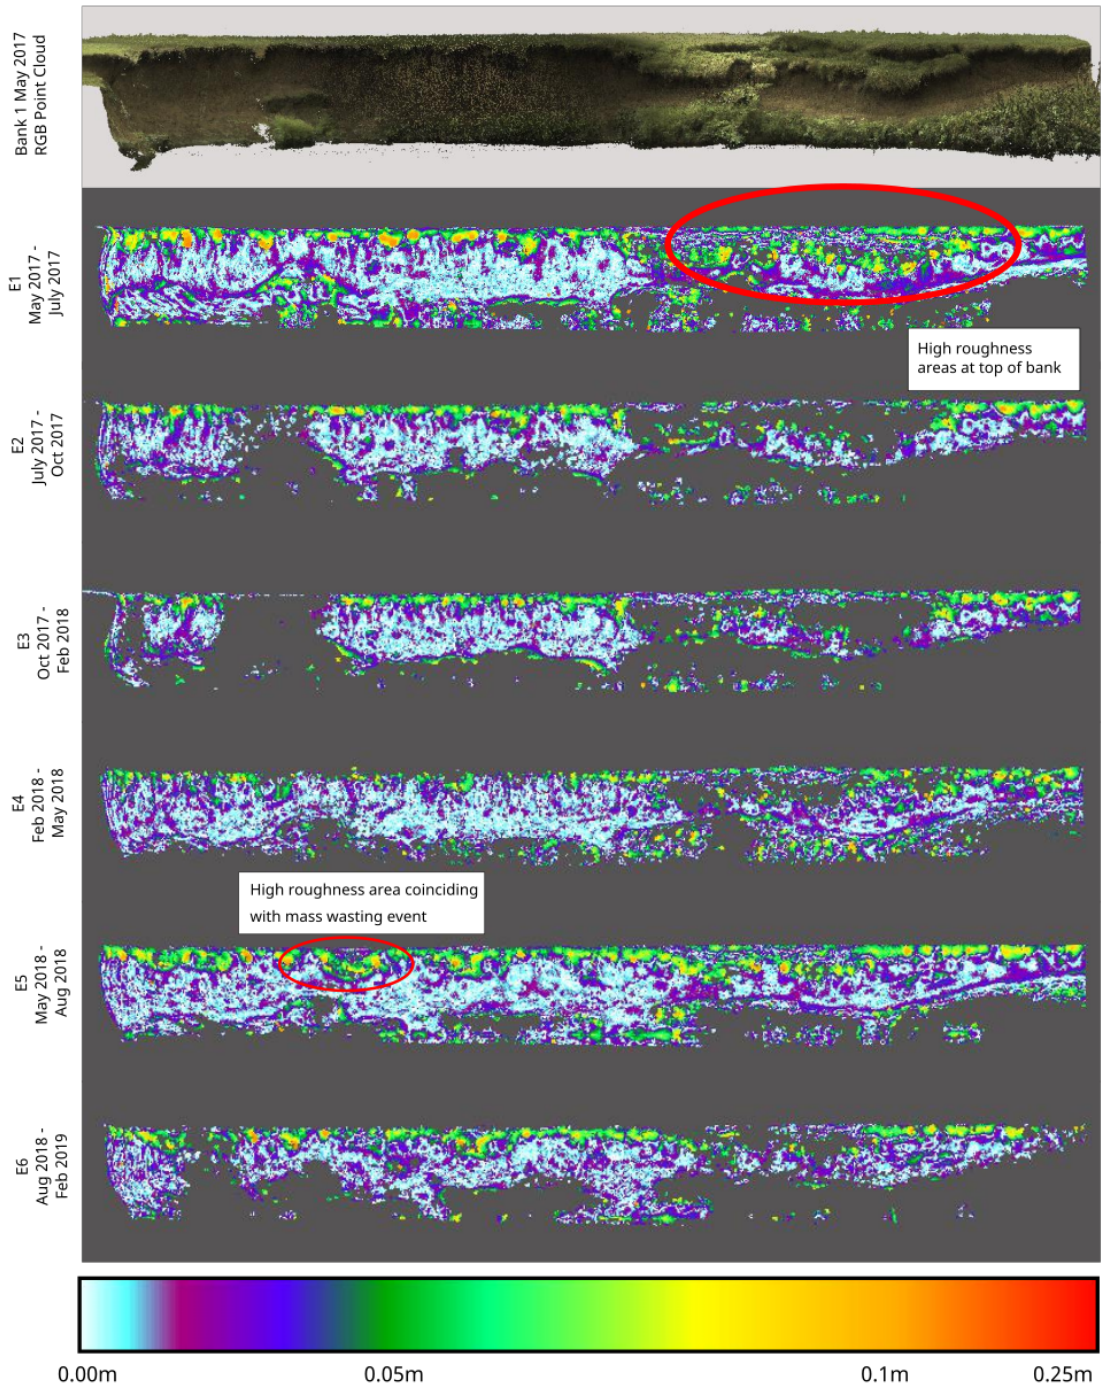 Bank 1 May 2017
RGB Point Cloud
E1
May 2017 -
July 2017
High roughness
areas at top of bank
E2
July 2017 -
Oct 2017
E3
Oct 2017 -
Feb 2018
E4
Feb 2018 -
May 2018
High roughness area coinciding
with mass wasting event
E5
May 2018 -
Aug 2018
E6
Aug 2018 -
Feb 2019
0.00m
0.05m
0.1m
0.25m